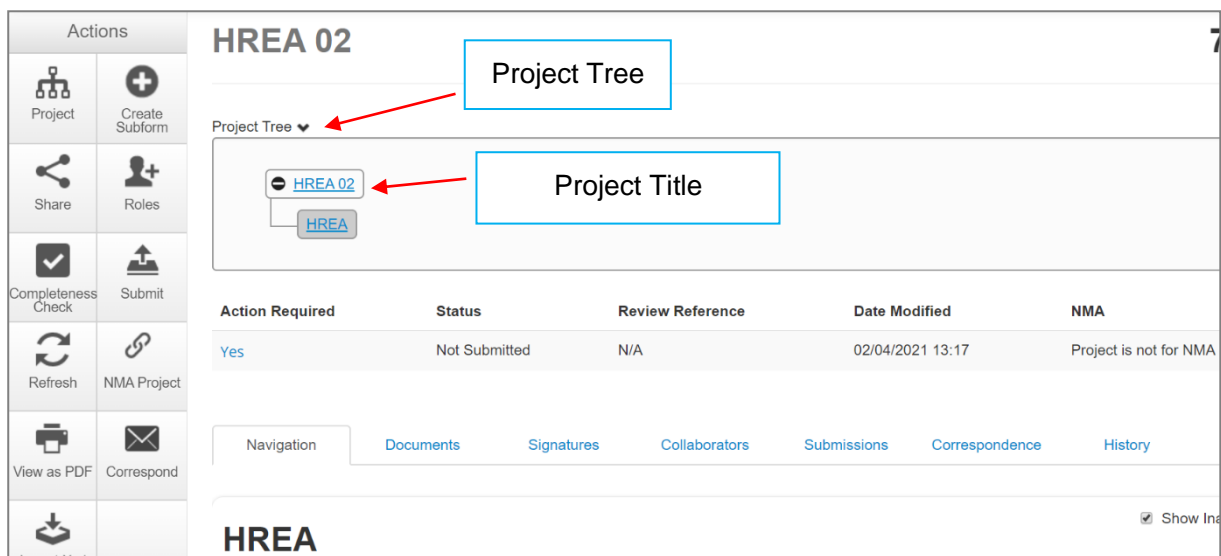 Actions
HREA 02
7
Project Tree
Project
Create
Subform
Project Tree
Project Title
HREA 02
HREA
Share
Roles
Completeness
Check
Submit
Action Required Status Review Reference Date Modified NMA
Yes Not Submitted N/A 02/04/2021 13:17 Project is not for NMA
Refresh
NMA Project
Navigation Documents Signatures Collaborators Submissions Correspondence History
View as PDF
Correspond
HREA
Show Ina